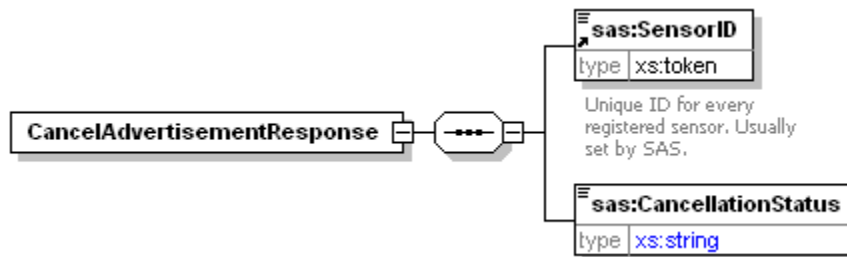 sas:SensorID
type xs:token
Unique ID for every
registered sensor. Usually
set by SAS.
CancelAdvertisementResponse
sas:CancellationStatus
type xs:string